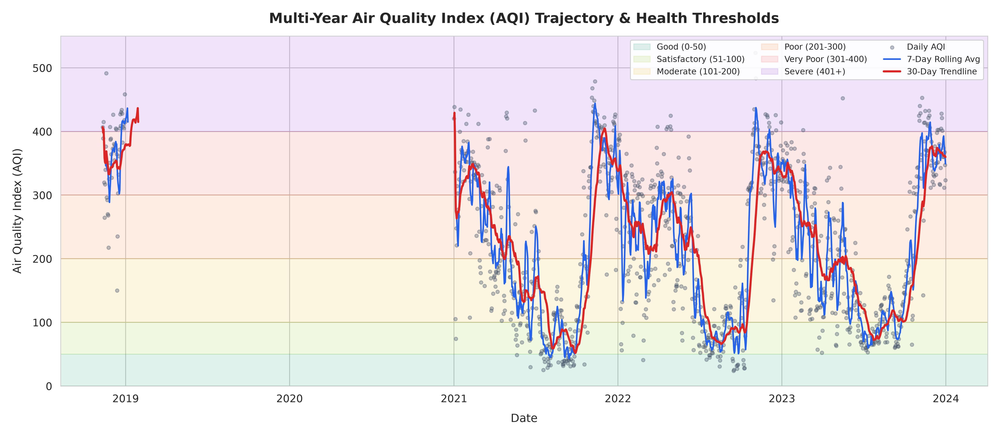 Multi-Year Air Quality Index (AQI) Trajectory & Health Thresholds
Good (0-50)
Satisfactory (51-100)
Moderate (101-200)
Poor (201-300)
Very Poor (301-400)
Severe (401+)
Daily AQI
7-Day Rolling Avg
30-Day Trendline
Air Quality Index (AQI)
500
400
300
200
100
0
2019
2020
2021
2022
2023
2024
Date